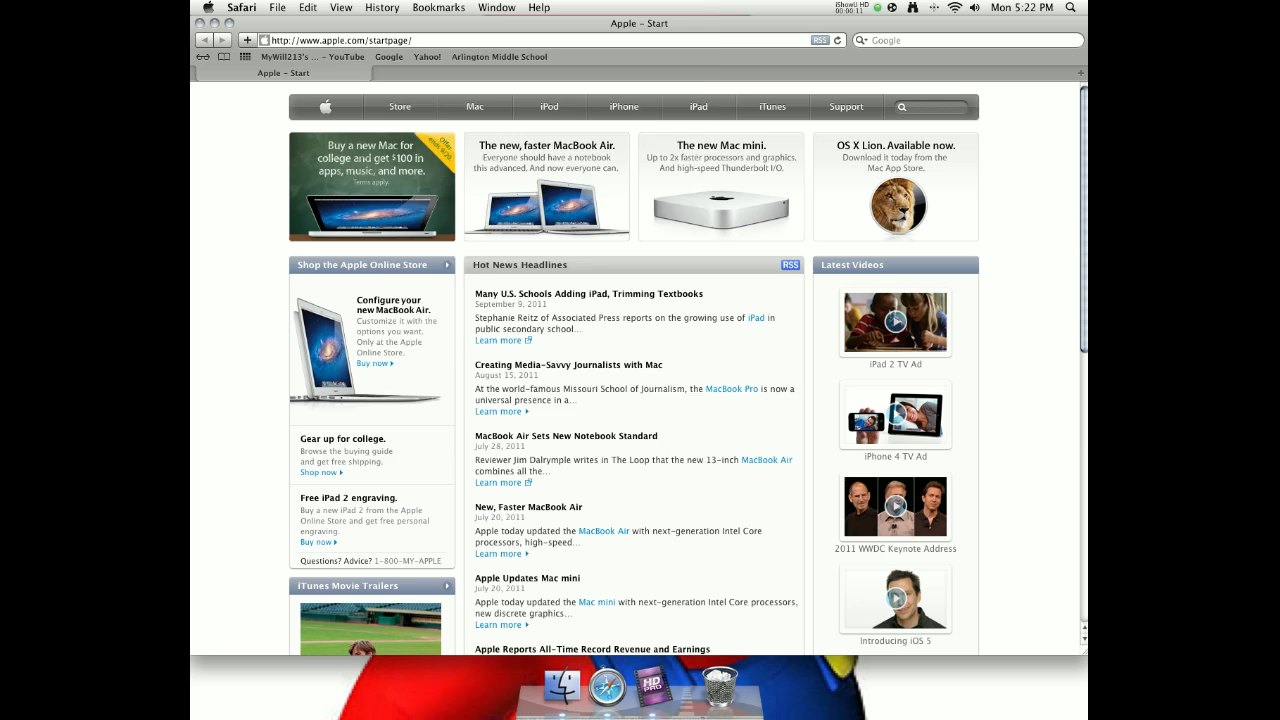 Safari File Edit View History Bookmarks Window Help
iShowU HD
00:00:11
Mon 5:22 PM
Apple – Start
http://www.apple.com/startpage/
RSS
Google
MyWill213's ... – YouTube Google Yahoo! Arlington Middle School
Apple – Start
Store Mac iPod iPhone iPad iTunes Support
Buy a new Mac for
college and get $100 in
apps, music, and more.
Terms apply.
Offer
ends 9/20
The new, faster MacBook Air.
Everyone should have a notebook
this advanced. And now everyone can.
The new Mac mini.
Up to 2x faster processors and graphics.
And high-speed Thunderbolt I/O.
OS X Lion. Available now.
Download it today from the
Mac App Store.
Shop the Apple Online Store
Configure your
new MacBook Air.
Customize it with the
options you want.
Only at the Apple
Online Store.
Buy now
Gear up for college.
Browse the buying guide
and get free shipping.
Shop now
Free iPad 2 engraving.
Buy a new iPad 2 from the Apple
Online Store and get free personal
engraving.
Buy now
Questions? Advice? 1-800-MY-APPLE
iTunes Movie Trailers
Hot News Headlines
RSS
Many U.S. Schools Adding iPad, Trimming Textbooks
September 9, 2011
Stephanie Reitz of Associated Press reports on the growing use of iPad in
public secondary school...
Learn more
Creating Media-Savvy Journalists with Mac
August 15, 2011
At the world-famous Missouri School of Journalism, the MacBook Pro is now a
universal presence in a...
Learn more
MacBook Air Sets New Notebook Standard
July 28, 2011
Reviewer Jim Dalrymple writes in The Loop that the new 13-inch MacBook Air
combines all the...
Learn more
New, Faster MacBook Air
July 20, 2011
Apple today updated the MacBook Air with next-generation Intel Core
processors, high-speed...
Learn more
Apple Updates Mac mini
July 20, 2011
Apple today updated the Mac mini with next-generation Intel Core processors,
new discrete graphics...
Learn more
Apple Reports All-Time Record Revenue and Earnings
Latest Videos
iPad 2 TV Ad
iPhone 4 TV Ad
2011 WWDC Keynote Address
Introducing iOS 5
HD
PRO